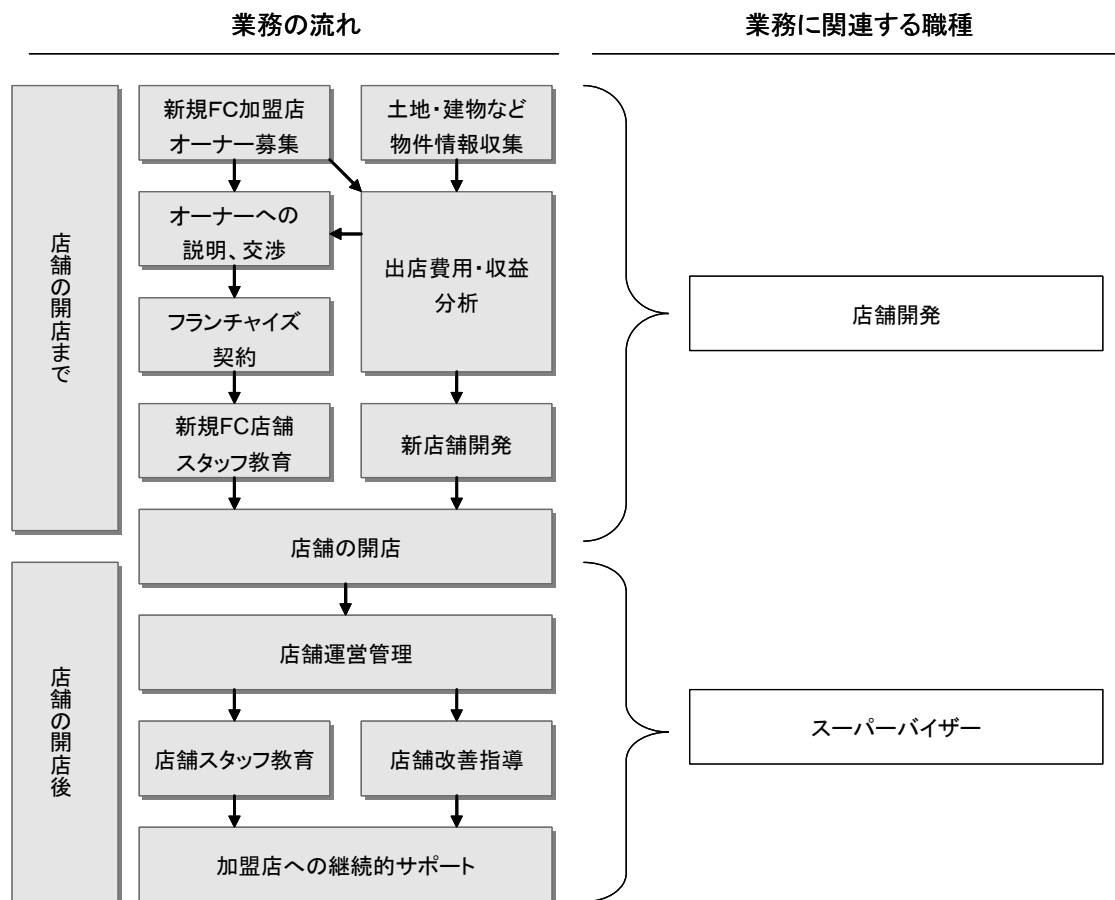 業務の流れ
業務に関連する職種
店舗の開店まで
新規FC加盟店
オーナー募集
土地・建物など
物件情報収集
オーナーへの
説明、交渉
出店費用・収益
分析
フランチャイズ
契約
新規FC店舗
スタッフ教育
新店舗開発
店舗の開店
店舗開発
店舗の開店後
店舗運営管理
店舗スタッフ教育
店舗改善指導
加盟店への継続的サポート
スーパーバイザー